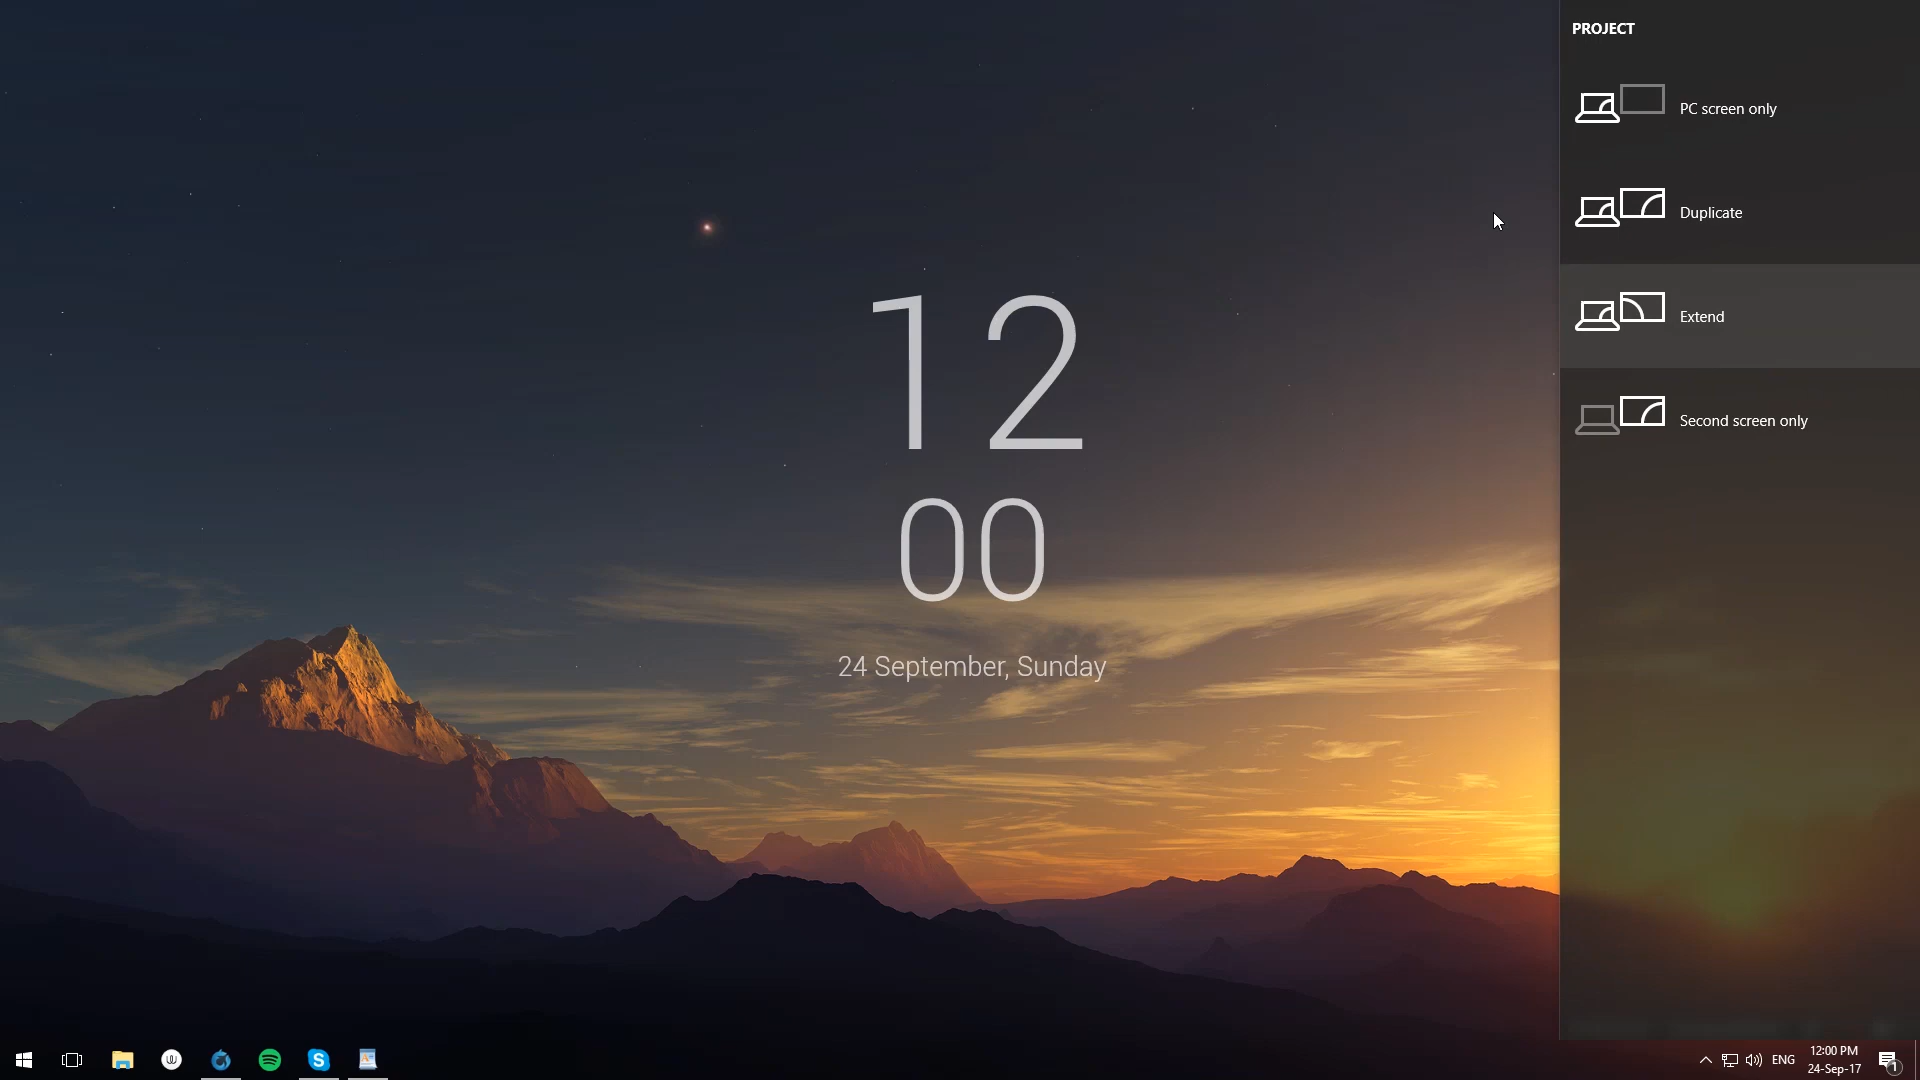 PROJECT
PC screen only
Duplicate
Extend
Second screen only
12
00
24 September, Sunday
ENG
12:00 PM
24-Sep-17
1